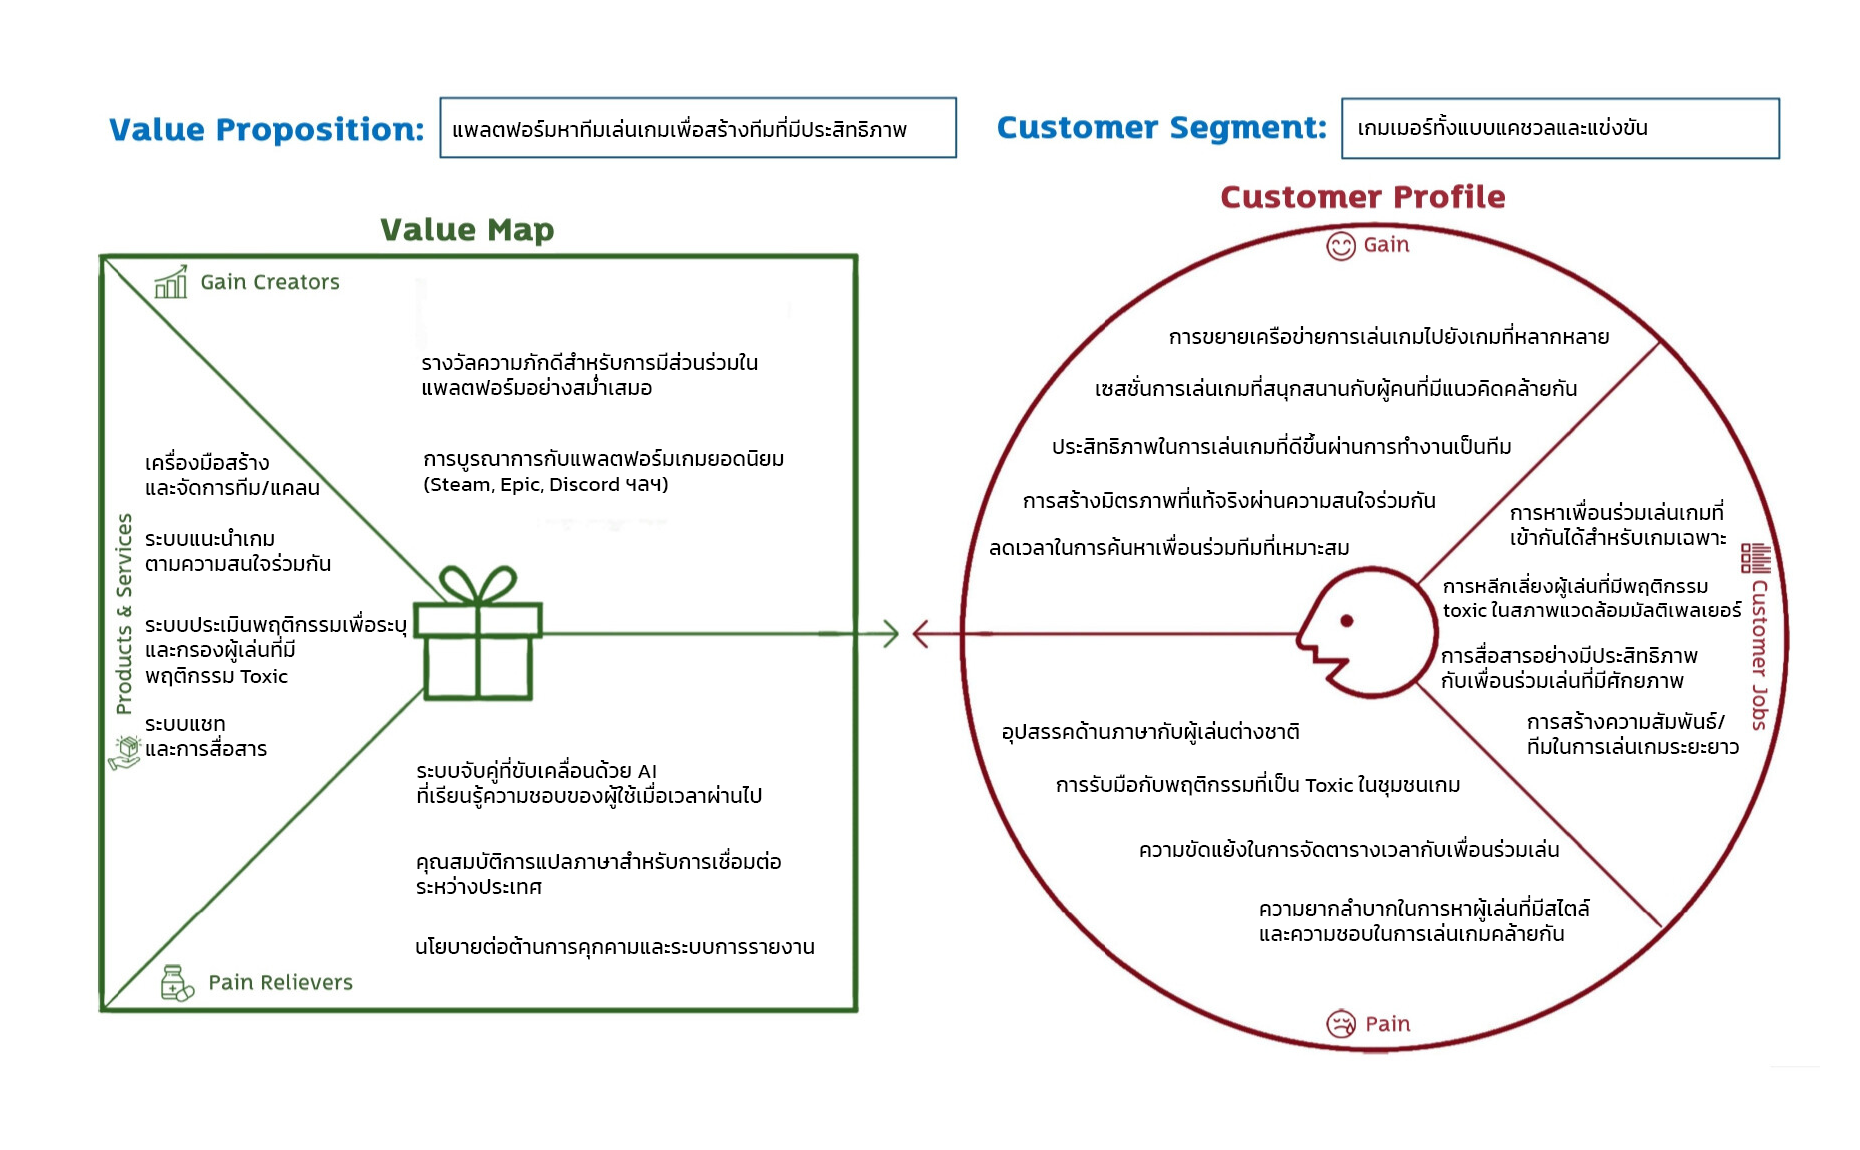 Value Proposition:
แพลตฟอร์มหาทีมเล่นเกมเพื่อสร้างทีมที่มีประสิทธิภาพ
Customer Segment:
เกมเมอร์ทั้งแบบแคชวลและแข่งขัน
Value Map
Gain Creators
รางวัลความภักดีสำหรับการมีส่วนร่วมใน
แพลตฟอร์มอย่างสม่ำเสมอ
การบูรณาการกับแพลตฟอร์มเกมยอดนิยม
(Steam, Epic, Discord ฯลฯ)
Products & Services
เครื่องมือสร้าง
และจัดการทีม/แคลน
ระบบแนะนำเกม
ตามความสนใจร่วมกัน
ระบบประเมินพฤติกรรมเพื่อระบุ
และกรองผู้เล่นที่มี
พฤติกรรม Toxic
ระบบแชท
และการสื่อสาร
ระบบจับคู่ที่ขับเคลื่อนด้วย AI
ที่เรียนรู้ความชอบของผู้ใช้เมื่อเวลาผ่านไป
คุณสมบัติการแปลภาษาสำหรับการเชื่อมต่อ
ระหว่างประเทศ
นโยบายต่อต้านการคุกคามและระบบการรายงาน
Pain Relievers
Customer Profile
Gain
การขยายเครือข่ายการเล่นเกมไปยังเกมที่หลากหลาย
เซสชั่นการเล่นเกมที่สนุกสนานกับผู้คนที่มีแนวคิดคล้ายกัน
ประสิทธิภาพในการเล่นเกมที่ดีขึ้นผ่านการทำงานเป็นทีม
การสร้างมิตรภาพที่แท้จริงผ่านความสนใจร่วมกัน
ลดเวลาในการค้นหาเพื่อนร่วมทีมที่เหมาะสม
การหาเพื่อนร่วมเล่นเกมที่
เข้ากันได้สำหรับเกมเฉพาะ
การหลีกเลี่ยงผู้เล่นที่มีพฤติกรรม
toxic ในสภาพแวดล้อมมัลติเพลเยอร์
การสื่อสารอย่างมีประสิทธิภาพ
กับเพื่อนร่วมเล่นที่มีศักยภาพ
การสร้างความสัมพันธ์/
ทีมในการเล่นเกมระยะยาว
Customer Jobs
อุปสรรคด้านภาษากับผู้เล่นต่างชาติ
การรับมือกับพฤติกรรมที่เป็น Toxic ในชุมชนเกม
ความขัดแย้งในการจัดตารางเวลากับเพื่อนร่วมเล่น
ความยากลำบากในการหาผู้เล่นที่มีสไตล์
และความชอบในการเล่นเกมคล้ายกัน
Pain